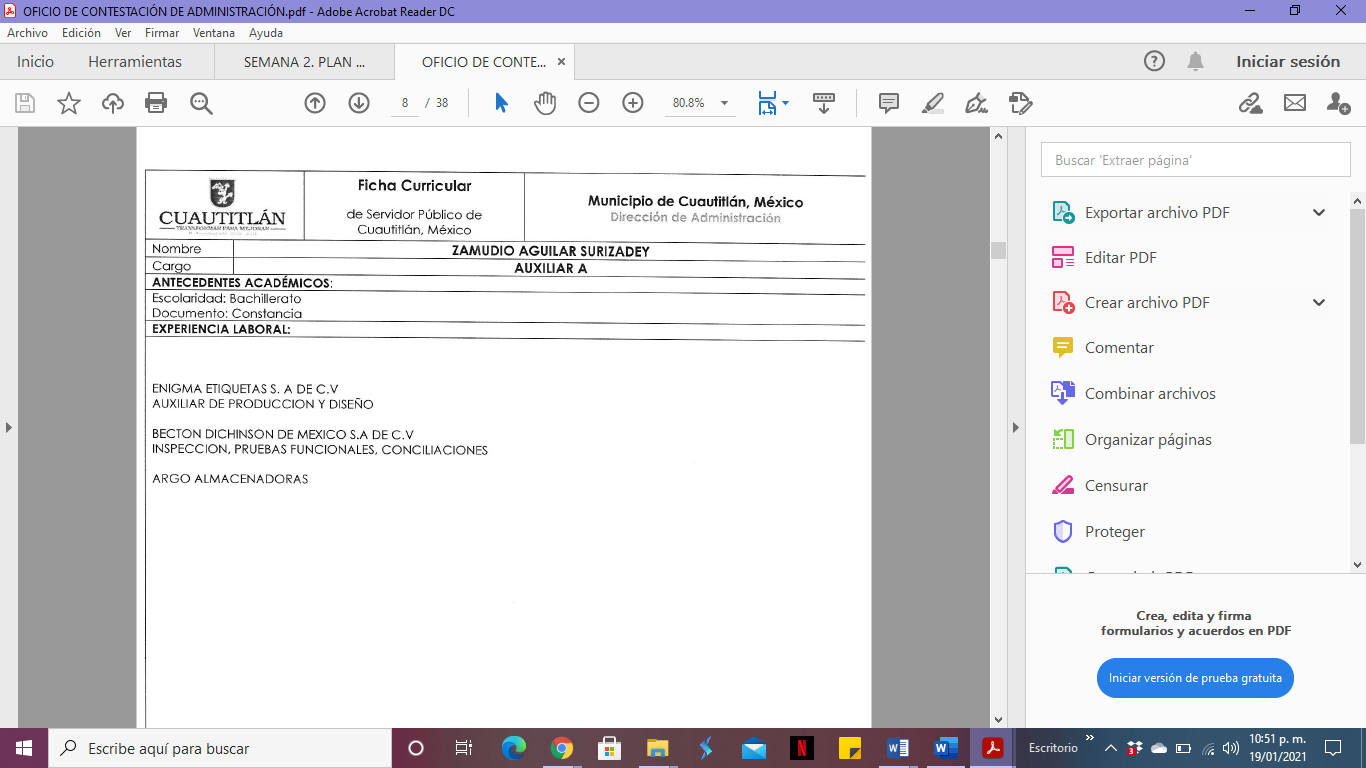 OFICIO DE CONTESTACIÓN DE ADMINISTRACIÓN.pdf - Adobe Acrobat Reader DC
Archivo Edición Ver Firmar Ventana Ayuda
Inicio Herramientas SEMANA 2. PLAN ... OFICIO DE CONTE... ×
8 / 38 80.8% Iniciar sesión
CUAUTITLÁN
TRANSFORMAR PARA MEJORAR
Ficha Curricular
de Servidor Público de
Cuautitlán, México
Municipio de Cuautitlán, México
Dirección de Administración
Nombre ZAMUDIO AGUILAR SURIZADEY
Cargo AUXILIAR A
ANTECEDENTES ACADÉMICOS:
Escolaridad: Bachillerato
Documento: Constancia
EXPERIENCIA LABORAL:
ENIGMA ETIQUETAS S. A DE C.V
AUXILIAR DE PRODUCCION Y DISEÑO
BECTON DICHINSON DE MEXICO S.A DE C.V
INSPECCION, PRUEBAS FUNCIONALES, CONCILIACIONES
ARGO ALMACENADORAS
Buscar 'Extraer página'
Exportar archivo PDF
Editar PDF
Crear archivo PDF
Comentar
Combinar archivos
Organizar páginas
Censurar
Proteger
Crea, edita y firma
formularios y acuerdos en PDF
Iniciar versión de prueba gratuita
Escribe aquí para buscar
Escritorio
10:51 p. m.
19/01/2021